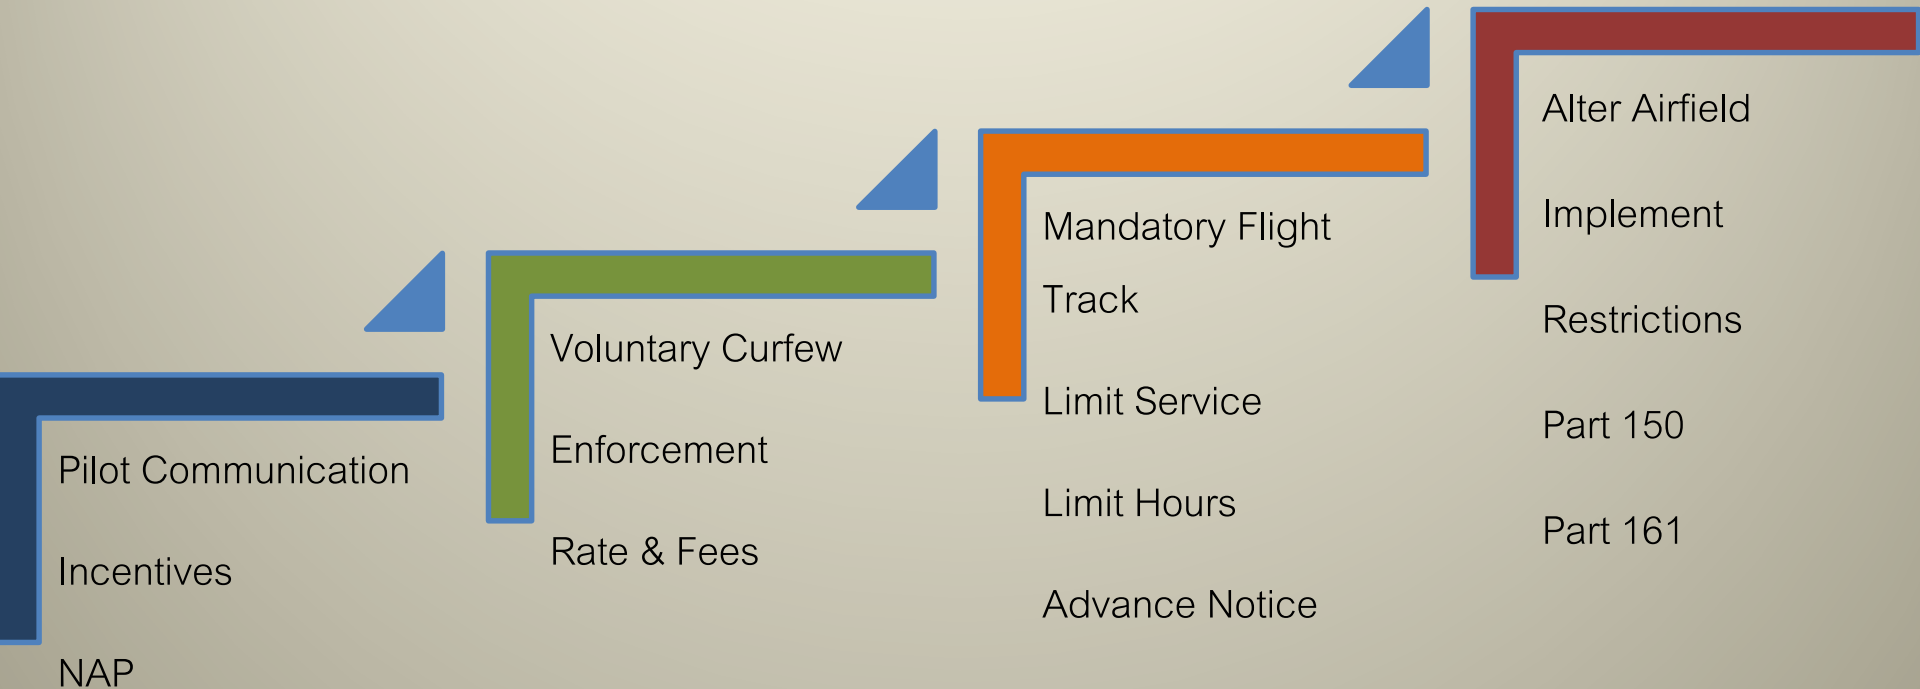 Pilot Communication
Incentives
NAP
Voluntary Curfew
Enforcement
Rate & Fees
Mandatory Flight
Track
Limit Service
Limit Hours
Advance Notice
Alter Airfield
Implement
Restrictions
Part 150
Part 161